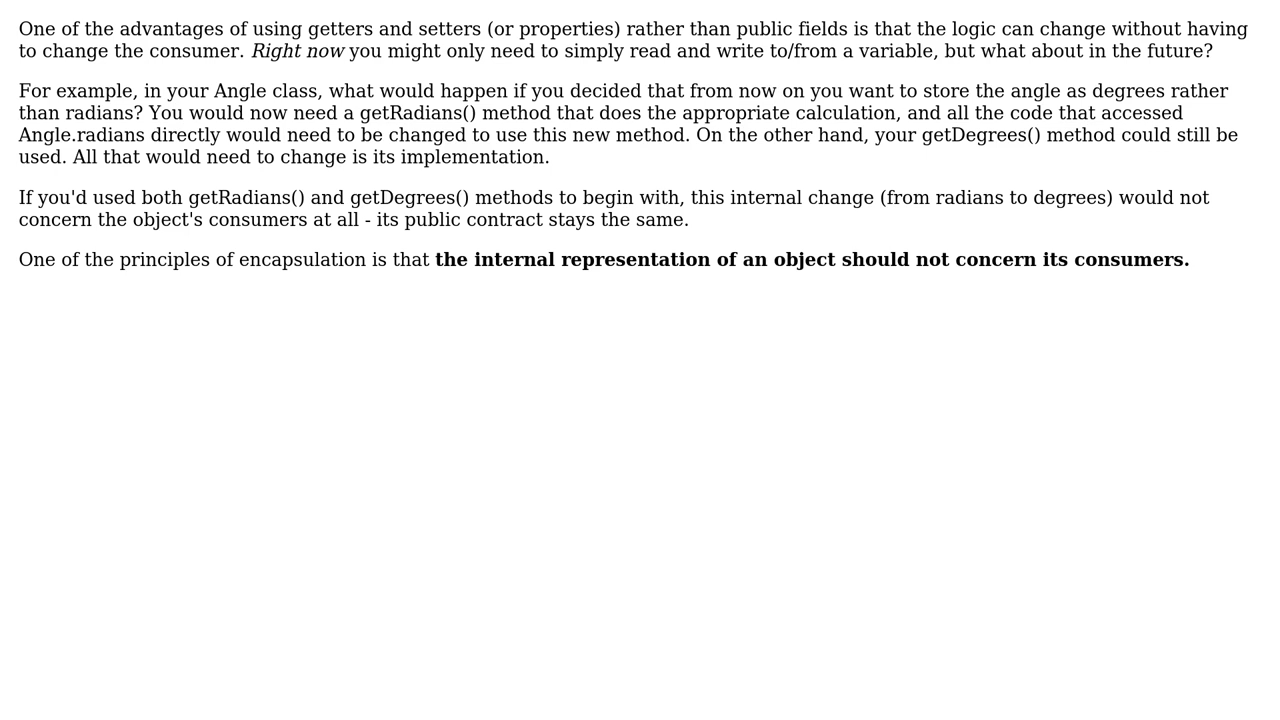 One of the advantages of using getters and setters (or properties) rather than public fields is that the logic can change without having
to change the consumer. Right now you might only need to simply read and write to/from a variable, but what about in the future?
For example, in your Angle class, what would happen if you decided that from now on you want to store the angle as degrees rather
than radians? You would now need a getRadians() method that does the appropriate calculation, and all the code that accessed
Angle.radians directly would need to be changed to use this new method. On the other hand, your getDegrees() method could still be
used. All that would need to change is its implementation.
If you'd used both getRadians() and getDegrees() methods to begin with, this internal change (from radians to degrees) would not
concern the object's consumers at all - its public contract stays the same.
One of the principles of encapsulation is that the internal representation of an object should not concern its consumers.